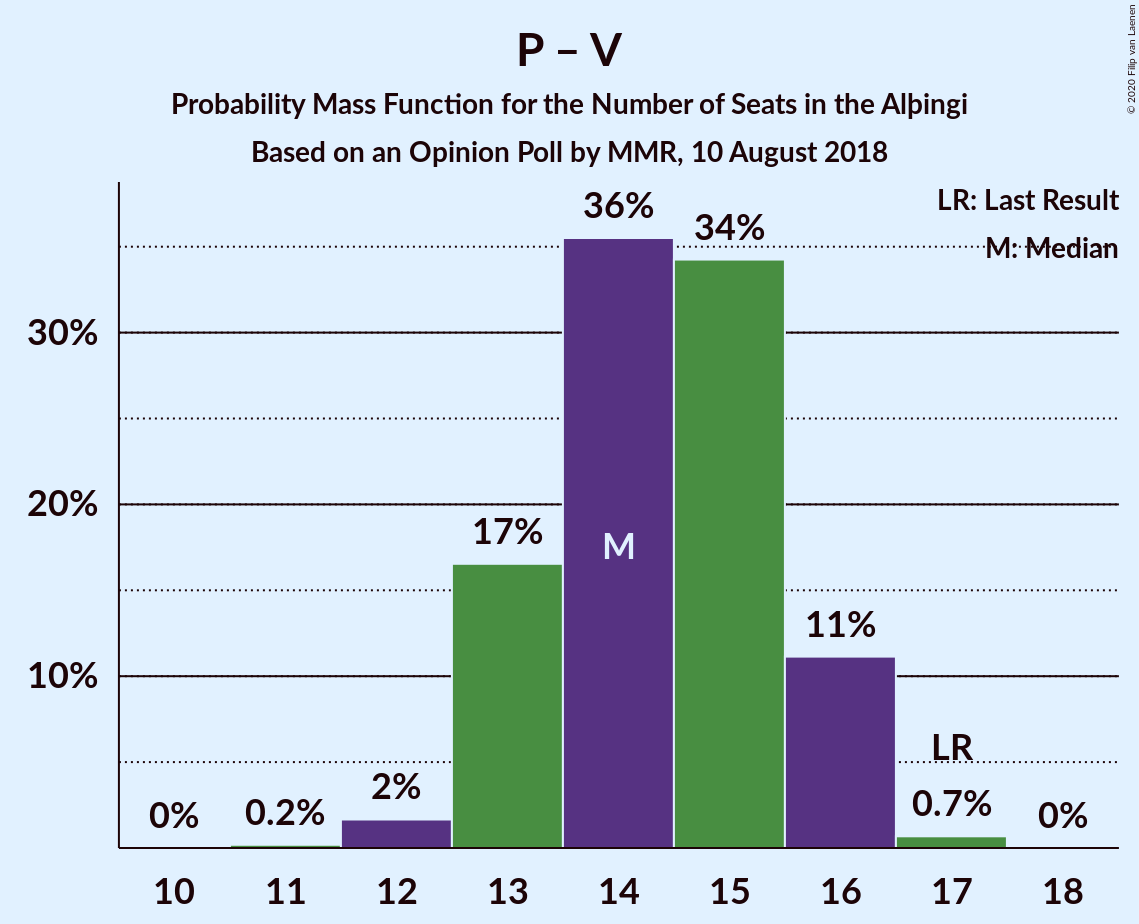 P – V
Probability Mass Function for the Number of Seats in the Alþingi
Based on an Opinion Poll by MMR, 10 August 2018
© 2020 Filip van Laenen
LR: Last Result
M: Median
36%
34%
30%
20%
17%
M
11%
10%
LR
2%
0.7%
0.2%
0%
0%
10 11 12 13 14 15 16 17 18